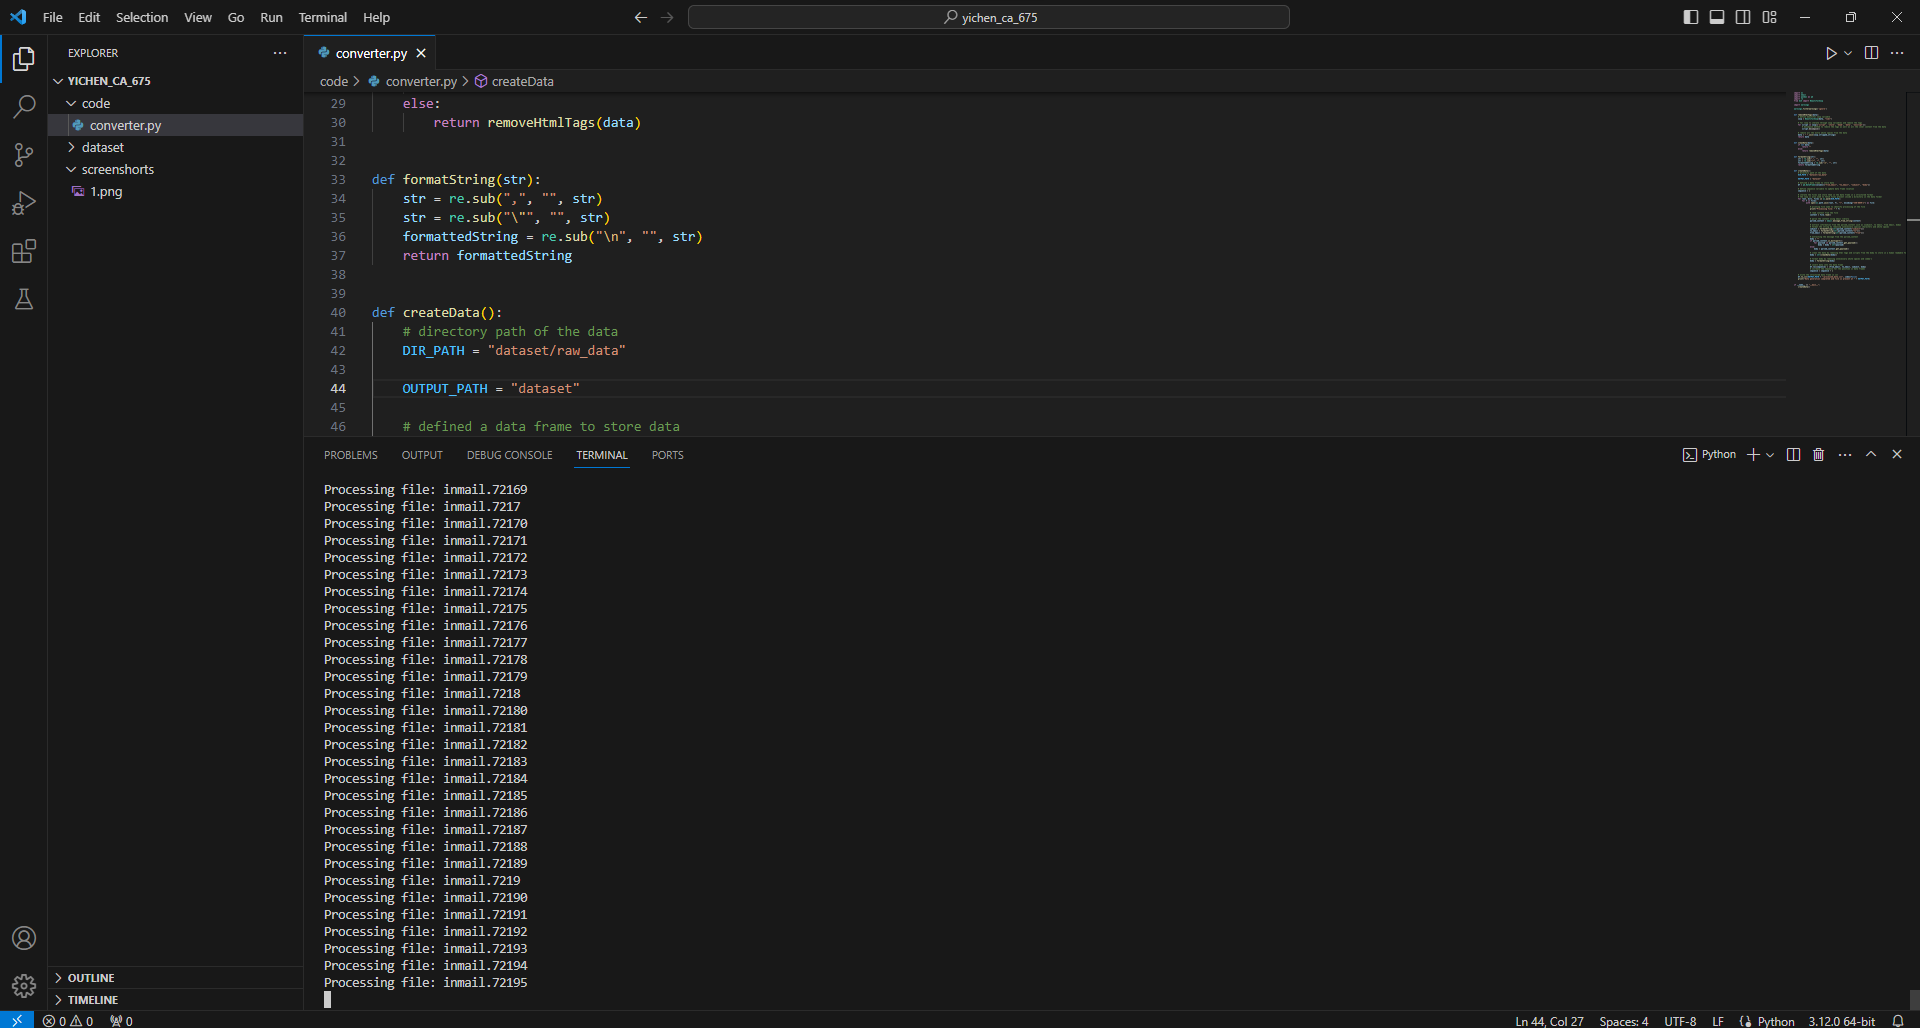 File Edit Selection View Go Run Terminal Help
yichen_ca_675
EXPLORER
YICHEN_CA_675
code
converter.py
dataset
screenshorts
1.png
OUTLINE
TIMELINE
converter.py
code > converter.py > createData
29 else:
30 return removeHtmlTags(data)
31
32
33 def formatString(str):
34 str = re.sub(",", "", str)
35 str = re.sub("\"", "", str)
36 formattedString = re.sub("\n", "", str)
37 return formattedString
38
39
40 def createData():
41 # directory path of the data
42 DIR_PATH = "dataset/raw_data"
43
44 OUTPUT_PATH = "dataset"
45
46 # defined a data frame to store data
PROBLEMS OUTPUT DEBUG CONSOLE TERMINAL PORTS
Python
Processing file: inmail.72169
Processing file: inmail.7217
Processing file: inmail.72170
Processing file: inmail.72171
Processing file: inmail.72172
Processing file: inmail.72173
Processing file: inmail.72174
Processing file: inmail.72175
Processing file: inmail.72176
Processing file: inmail.72177
Processing file: inmail.72178
Processing file: inmail.72179
Processing file: inmail.7218
Processing file: inmail.72180
Processing file: inmail.72181
Processing file: inmail.72182
Processing file: inmail.72183
Processing file: inmail.72184
Processing file: inmail.72185
Processing file: inmail.72186
Processing file: inmail.72187
Processing file: inmail.72188
Processing file: inmail.72189
Processing file: inmail.7219
Processing file: inmail.72190
Processing file: inmail.72191
Processing file: inmail.72192
Processing file: inmail.72193
Processing file: inmail.72194
Processing file: inmail.72195
0 0 0
Ln 44, Col 27 Spaces: 4 UTF-8 LF Python 3.12.0 64-bit